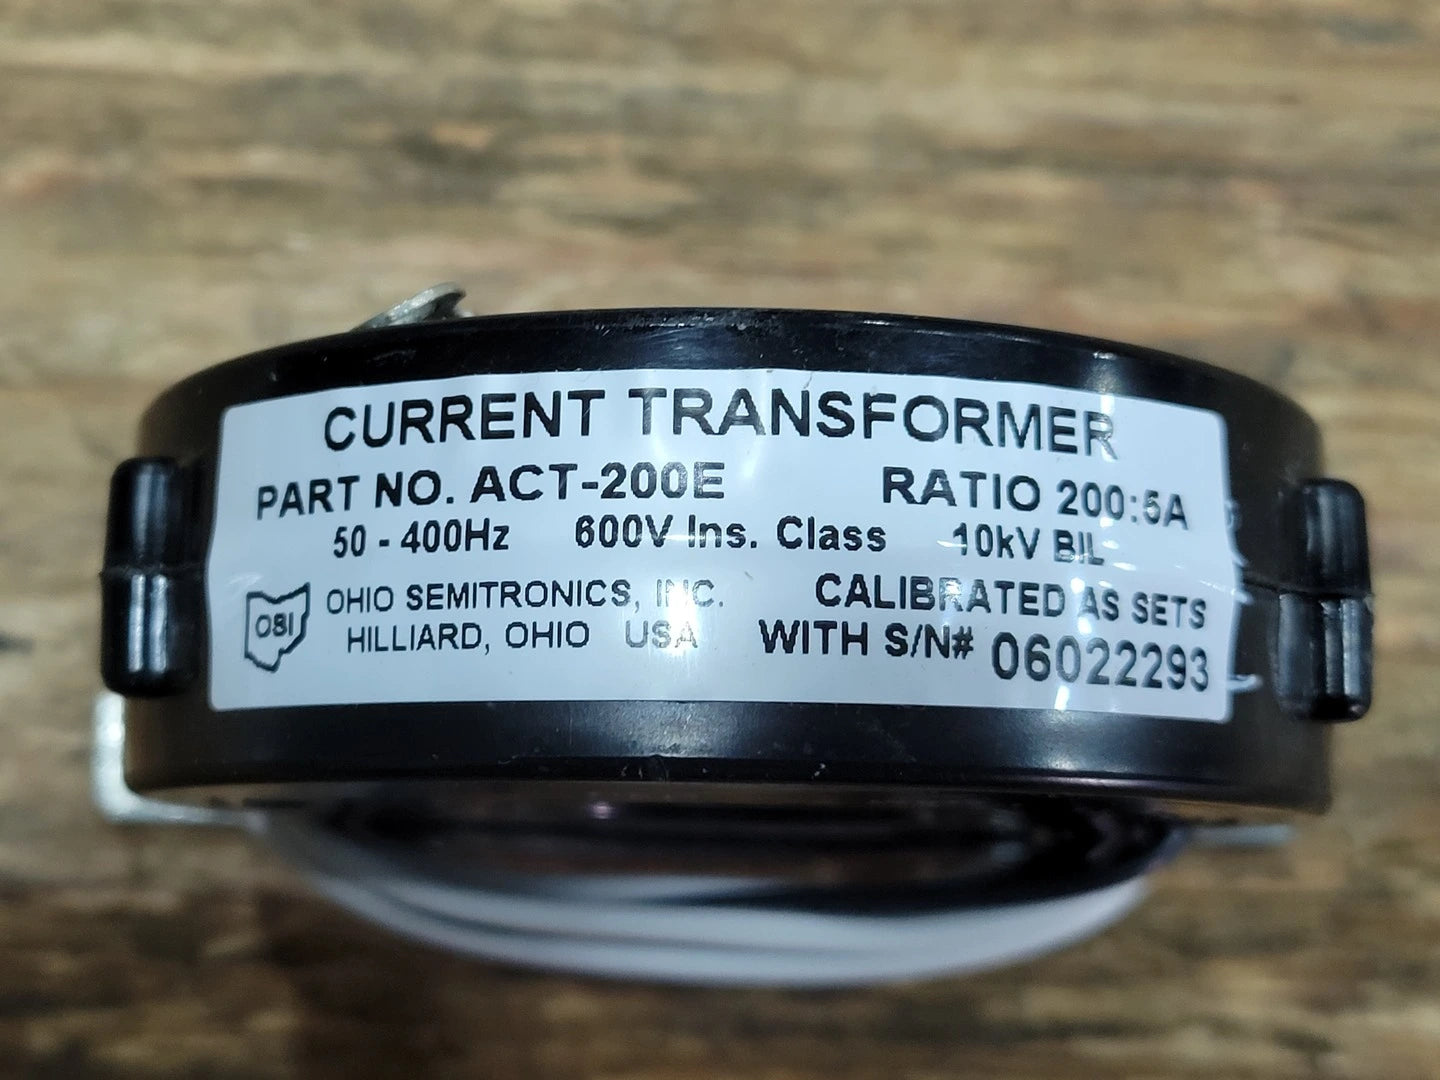 CURRENT TRANSFORMER
PART NO. ACT-200E RATIO 200:5A
50 - 400Hz 600V Ins. Class 10kV BIL
OSI OHIO SEMITRONICS, INC. CALIBRATED AS SETS
HILLIARD, OHIO USA WITH S/N# 06022293